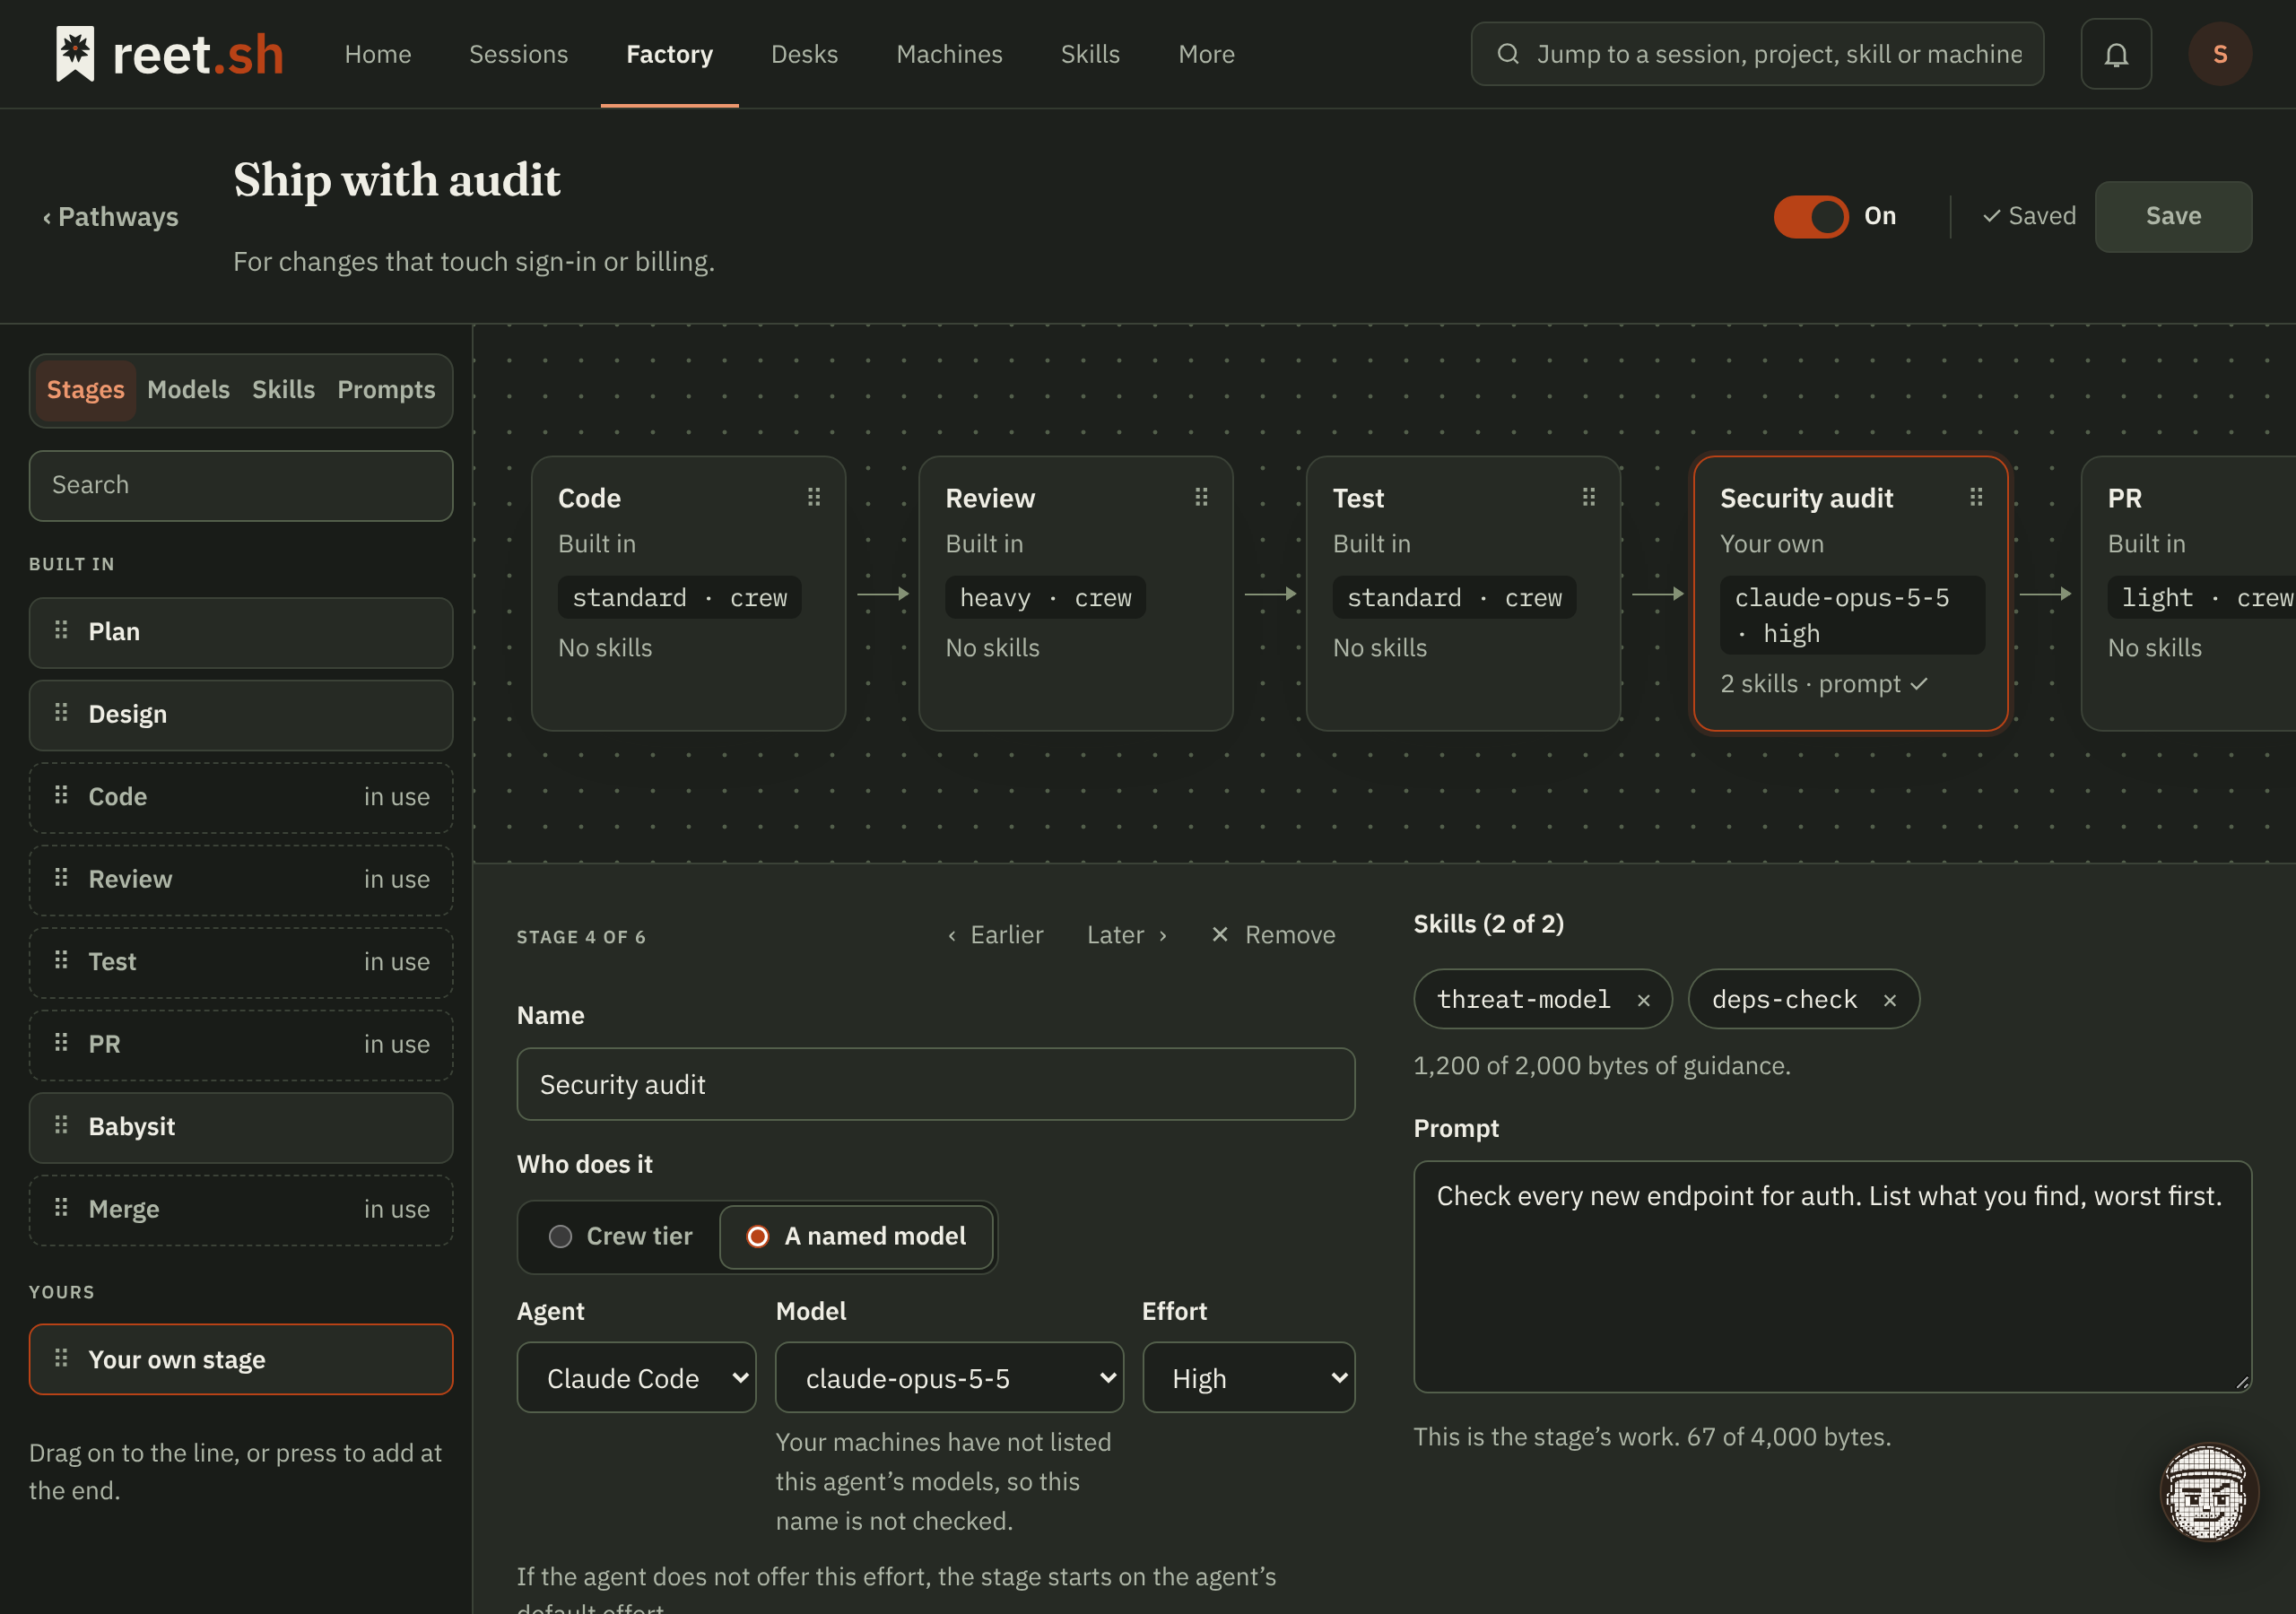 reet.sh
Home
Sessions
Factory
Desks
Machines
Skills
More
Jump to a session, project, skill or machine
S
‹ Pathways
Ship with audit
For changes that touch sign-in or billing.
On
✓ Saved
Save
Stages
Models
Skills
Prompts
Search
BUILT IN
Plan
Design
Code in use
Review in use
Test in use
PR in use
Babysit
Merge in use
YOURS
Your own stage
Drag on to the line, or press to add at
the end.
Code
Built in
standard · crew
No skills
Review
Built in
heavy · crew
No skills
Test
Built in
standard · crew
No skills
Security audit
Your own
claude-opus-5-5
· high
2 skills · prompt ✓
PR
Built in
light · crew
No skills
STAGE 4 OF 6
‹ Earlier
Later ›
✕ Remove
Name
Security audit
Who does it
Crew tier
A named model
Agent
Model
Effort
Claude Code
claude-opus-5-5
High
Your machines have not listed
this agent’s models, so this
name is not checked.
If the agent does not offer this effort, the stage starts on the agent’s
default effort
Skills (2 of 2)
threat-model ×
deps-check ×
1,200 of 2,000 bytes of guidance.
Prompt
Check every new endpoint for auth. List what you find, worst first.
This is the stage’s work. 67 of 4,000 bytes.